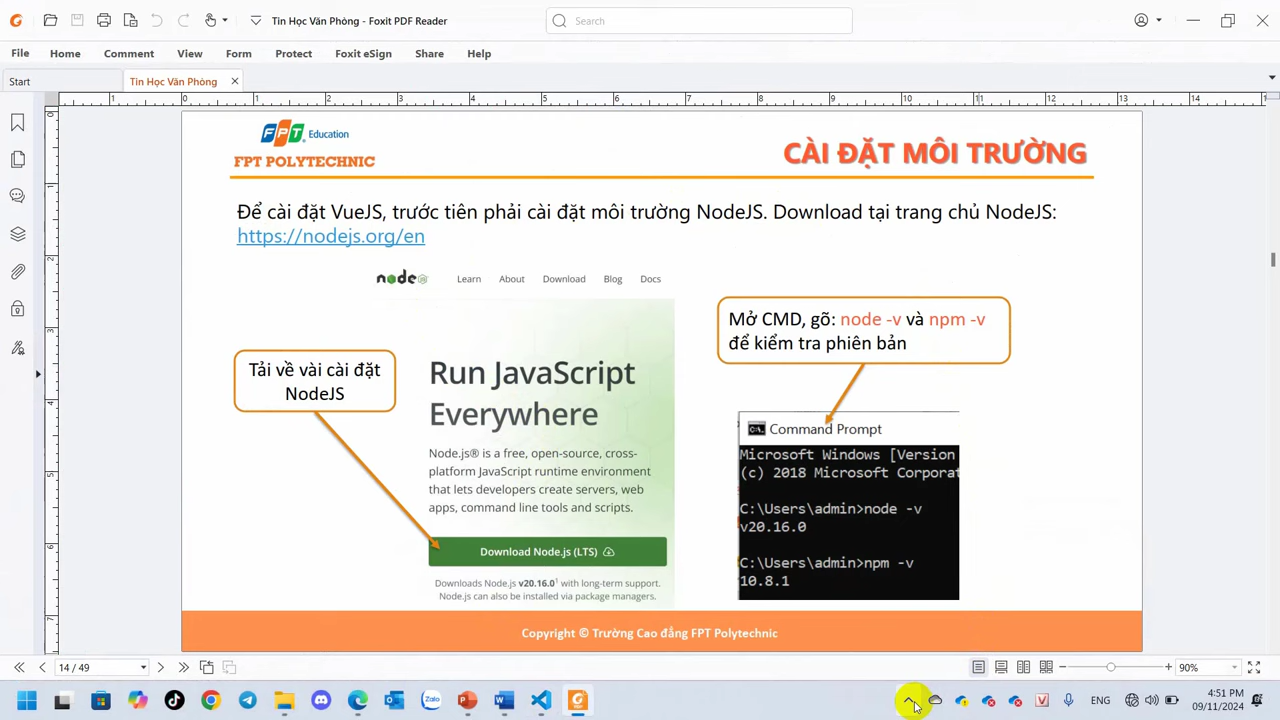 Tin Học Văn Phòng - Foxit PDF Reader
Search
File Home Comment View Form Protect Foxit eSign Share Help
Start Tin Học Văn Phòng
FPT Education
FPT POLYTECHNIC
CÀI ĐẶT MÔI TRƯỜNG
Để cài đặt VueJS, trước tiên phải cài đặt môi trường NodeJS. Download tại trang chủ NodeJS:
https://nodejs.org/en
node Learn About Download Blog Docs
Mở CMD, gõ: node -v và npm -v
để kiểm tra phiên bản
Tải về vài cài đặt
NodeJS
Run JavaScript
Everywhere
Node.js® is a free, open-source, cross-
platform JavaScript runtime environment
that lets developers create servers, web
apps, command line tools and scripts.
Download Node.js (LTS)
Downloads Node.js v20.16.0¹ with long-term support.
Node.js can also be installed via package managers.
Command Prompt
Microsoft Windows [Version
(c) 2018 Microsoft Corporat
C:\Users\admin>node -v
v20.16.0
C:\Users\admin>npm -v
10.8.1
Copyright © Trường Cao đẳng FPT Polytechnic
14 / 49
90%
Zalo
ENG
4:51 PM
09/11/2024